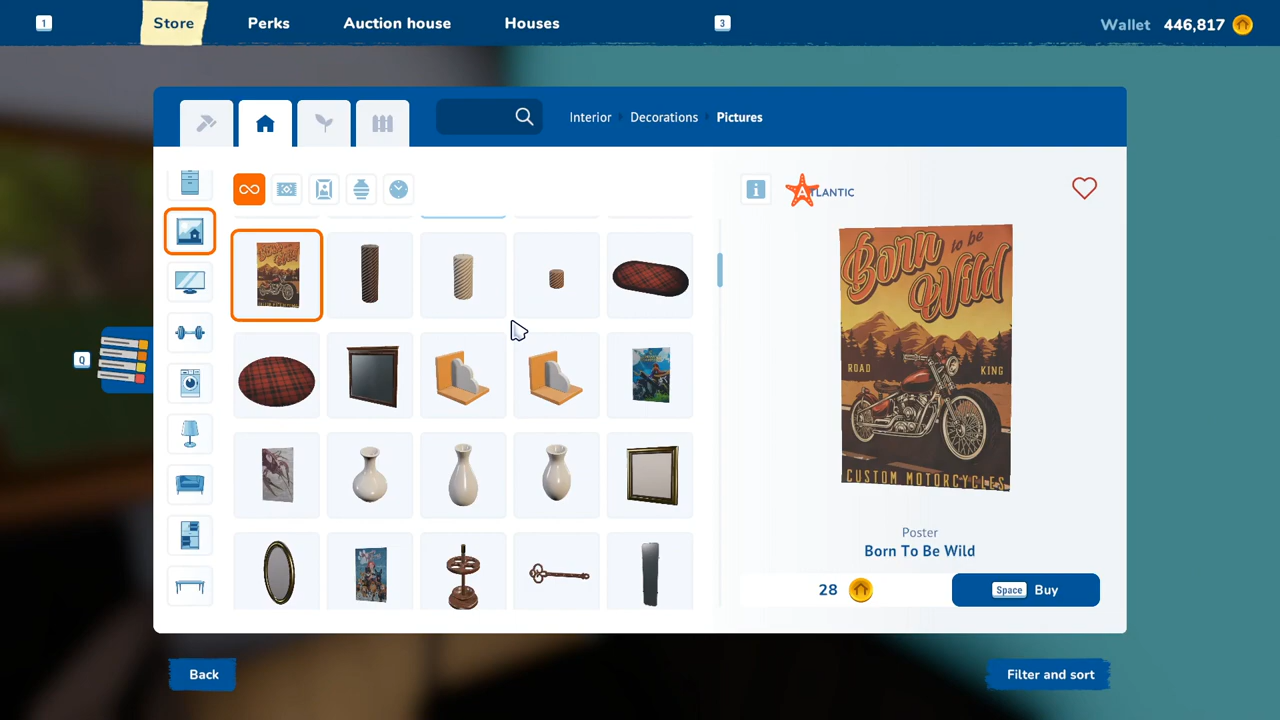 1
Store
Perks
Auction house
Houses
3
Wallet 446,817
Interior Decorations Pictures
ATLANTIC
Born to be Wild
ROAD KING
CUSTOM MOTORCYCLES
Q
Poster
Born To Be Wild
28
Space Buy
Back
Filter and sort